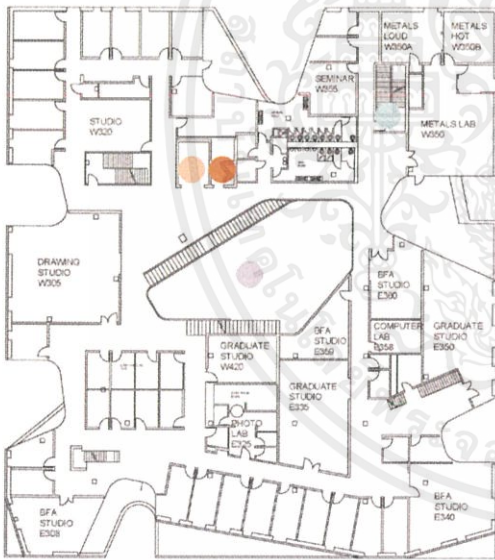 METALS
LOUD
W350A
METALS
HOT
W350B
SEMINAR
W355
STUDIO
W320
METALS LAB
W350
DRAWING
STUDIO
W305
BFA
STUDIO
E360
COMPUTER
LAB
E358
GRADUATE
STUDIO
E350
BFA
STUDIO
E359
GRADUATE
STUDIO
W420
GRADUATE
STUDIO
E335
PHOTO
LAB
E325
BFA
STUDIO
E308
BFA
STUDIO
E340